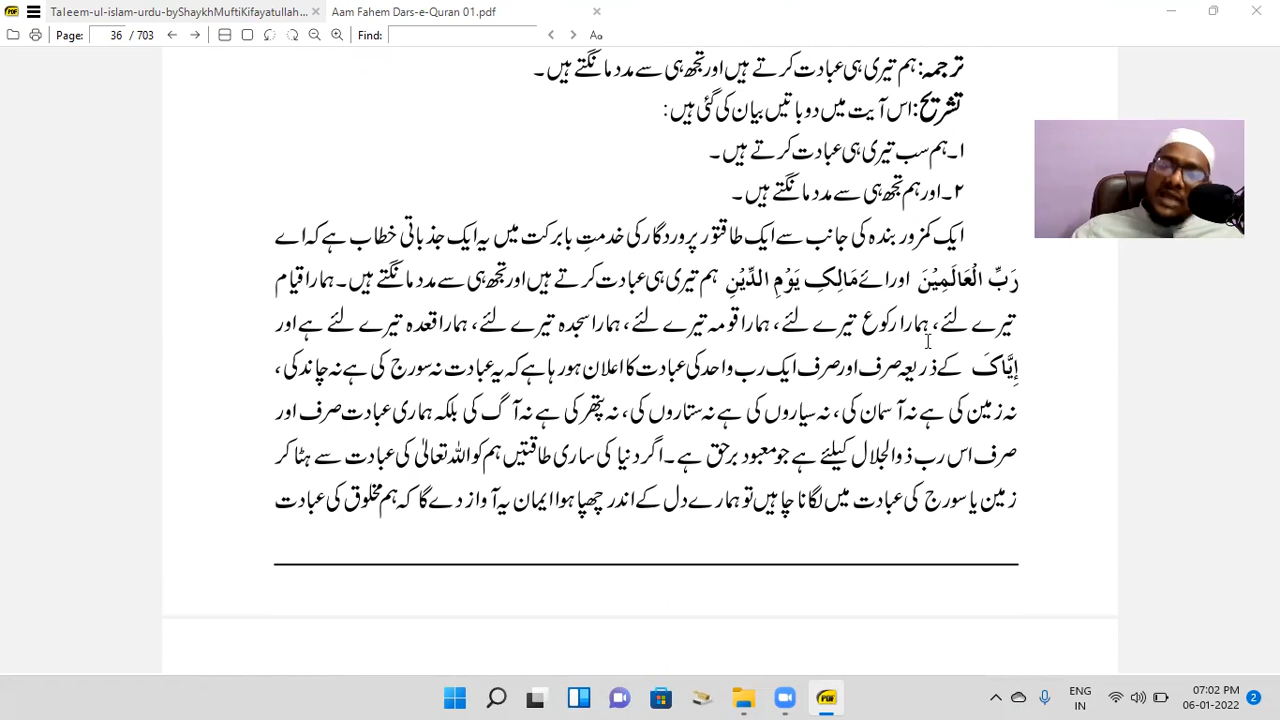 Taleem-ul-islam-urdu-byShaykhMuftiKifayatullah...
Aam Fahem Dars-e-Quran 01.pdf
Page: 36 / 703
Find:
ترجمہ: ہم تیری ہی عبادت کرتے ہیں اور تجھ ہی سے مدد مانگتے ہیں۔
تشریح: اس آیت میں دو باتیں بیان کی گئی ہیں:
۱۔ ہم سب تیری ہی عبادت کرتے ہیں۔
۲۔ اور ہم تجھ ہی سے مدد مانگتے ہیں۔
ایک کمزور بندہ کی جانب سے ایک طاقتور پروردگار کی خدمتِ بابرکت میں یہ ایک جذباتی خطاب ہے کہ اے
رَبِّ الْعَالَمِیْنَ اور ائے مَالِکِ یَوْمِ الدِّیْنِ ہم تیری ہی عبادت کرتے ہیں اور تجھ ہی سے مدد مانگتے ہیں۔ ہمارا قیام
تیرے لئے، ہمارا رکوع تیرے لئے، ہمارا قومہ تیرے لئے، ہمارا سجدہ تیرے لئے، ہمارا قعدہ تیرے لئے ہے اور
إِیَّاکَ کے ذریعہ صرف اور صرف ایک رب واحد کی عبادت کا اعلان ہو رہا ہے کہ یہ عبادت نہ سورج کی ہے نہ چاند کی،
نہ زمین کی ہے نہ آسمان کی، نہ سیاروں کی ہے نہ ستاروں کی، نہ پتھر کی ہے نہ آگ کی بلکہ ہماری عبادت صرف اور
صرف اس رب ذوالجلال کیلئے ہے جو معبود برحق ہے۔ اگر دنیا کی ساری طاقتیں ہم کو اللہ تعالیٰ کی عبادت سے ہٹا کر
زمین یا سورج کی عبادت میں لگانا چاہیں تو ہمارے دل کے اندر چھپا ہوا ایمان یہ آواز دے گا کہ ہم مخلوق کی عبادت
ENG
IN
07:02 PM
06-01-2022
2